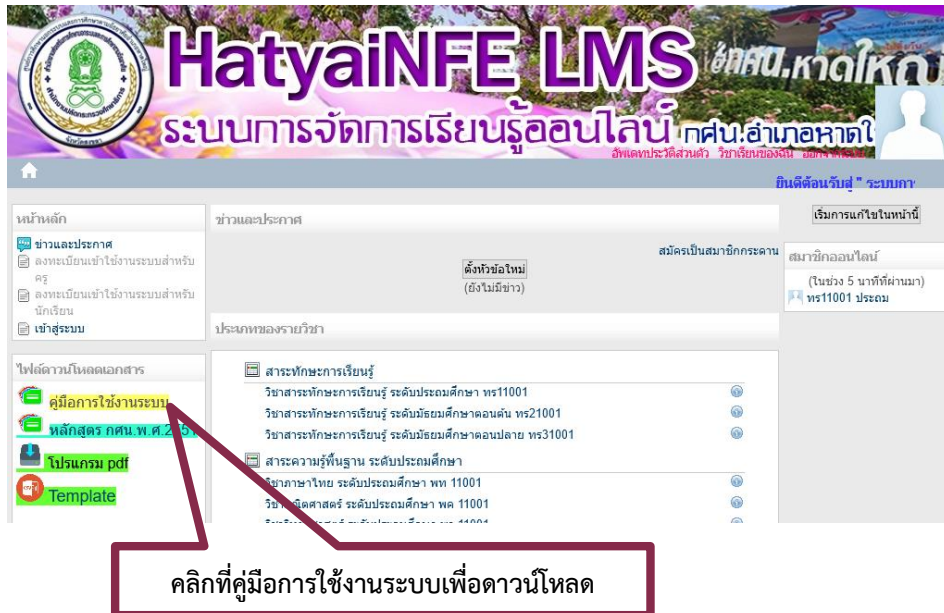 HatyaiNFE LMS
กศน.หาดใหญ่
ระบบการจัดการเรียนรู้ออนไลน์ กศน.อำเภอหาดใ
อัพเดทประวัติส่วนตัว วิชาเรียนของฉัน
ยินดีต้อนรับสู่ " ระบบกา
หน้าหลัก
ข่าวและประกาศ
ลงทะเบียนเข้าใช้งานระบบสำหรับ
ครู
ลงทะเบียนเข้าใช้งานระบบสำหรับ
นักเรียน
เข้าสู่ระบบ
ไฟล์ดาวน์โหลดเอกสาร
คู่มือการใช้งานระบบ
หลักสูตร กศน.พ.ศ.2551
โปรแกรม pdf
Template
ข่าวและประกาศ
สมัครเป็นสมาชิกกระดาน
ตั้งหัวข้อใหม่
(ยังไม่มีข่าว)
ประเภทของรายวิชา
สาระทักษะการเรียนรู้
วิชาสาระทักษะการเรียนรู้ ระดับประถมศึกษา ทร11001
วิชาสาระทักษะการเรียนรู้ ระดับมัธยมศึกษาตอนต้น ทร21001
วิชาสาระทักษะการเรียนรู้ ระดับมัธยมศึกษาตอนปลาย ทร31001
สาระความรู้พื้นฐาน ระดับประถมศึกษา
วิชาภาษาไทย ระดับประถมศึกษา พท 11001
วิชาคณิตศาสตร์ ระดับประถมศึกษา พค 11001
เริ่มการแก้ไขในหน้านี้
สมาชิกออนไลน์
(ในช่วง 5 นาทีที่ผ่านมา)
ทร11001 ประถม
คลิกที่คู่มือการใช้งานระบบเพื่อดาวน์โหลด